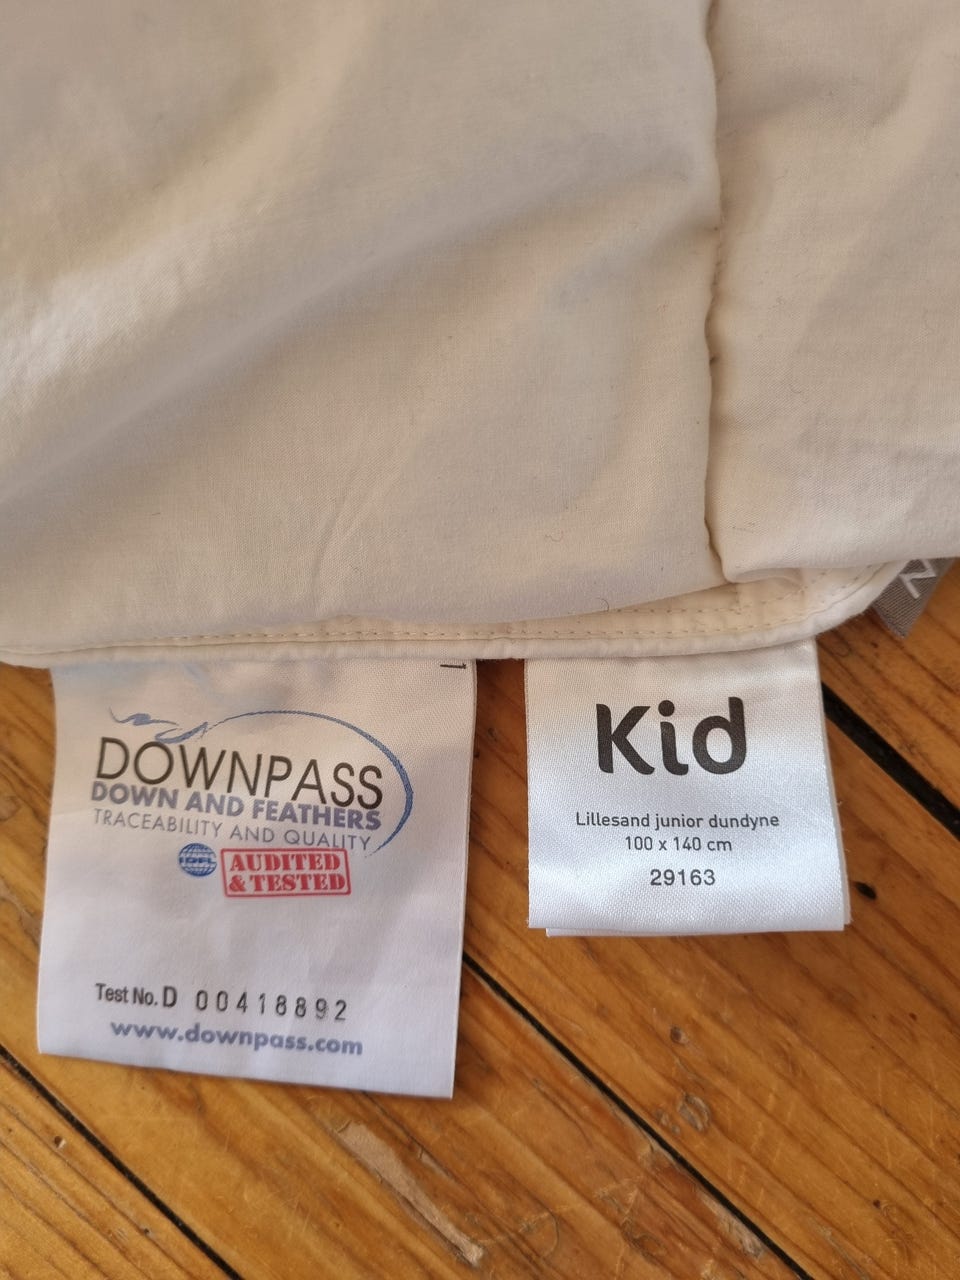 DOWNPASS
DOWN AND FEATHERS
TRACEABILITY AND QUALITY
IDFL
AUDITED
& TESTED
Test No. D 00418892
www.downpass.com
Kid
Lillesand junior dundyne
100 x 140 cm
29163